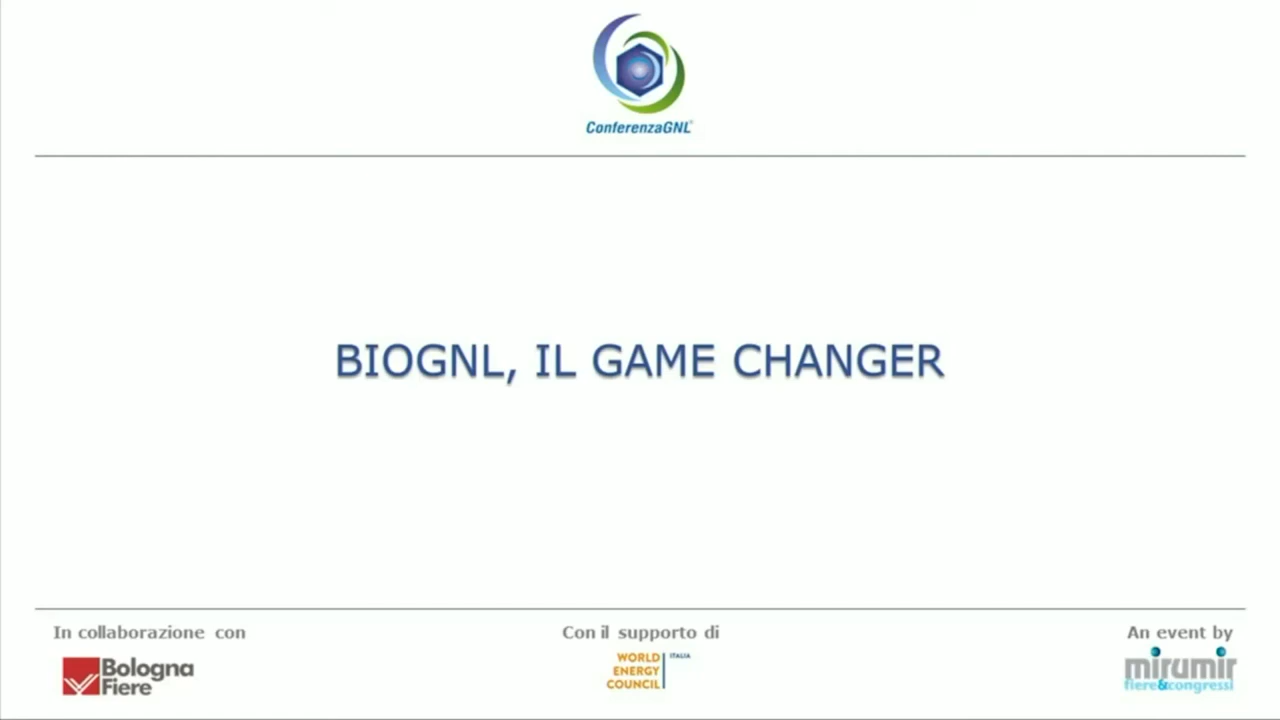 ConferenzaGNL®
BIOGNL, IL GAME CHANGER
In collaborazione con
Bologna
Fiere
Con il supporto di
WORLD
ENERGY
COUNCIL
ITALIA
An event by
mirumir
fiere&congressi